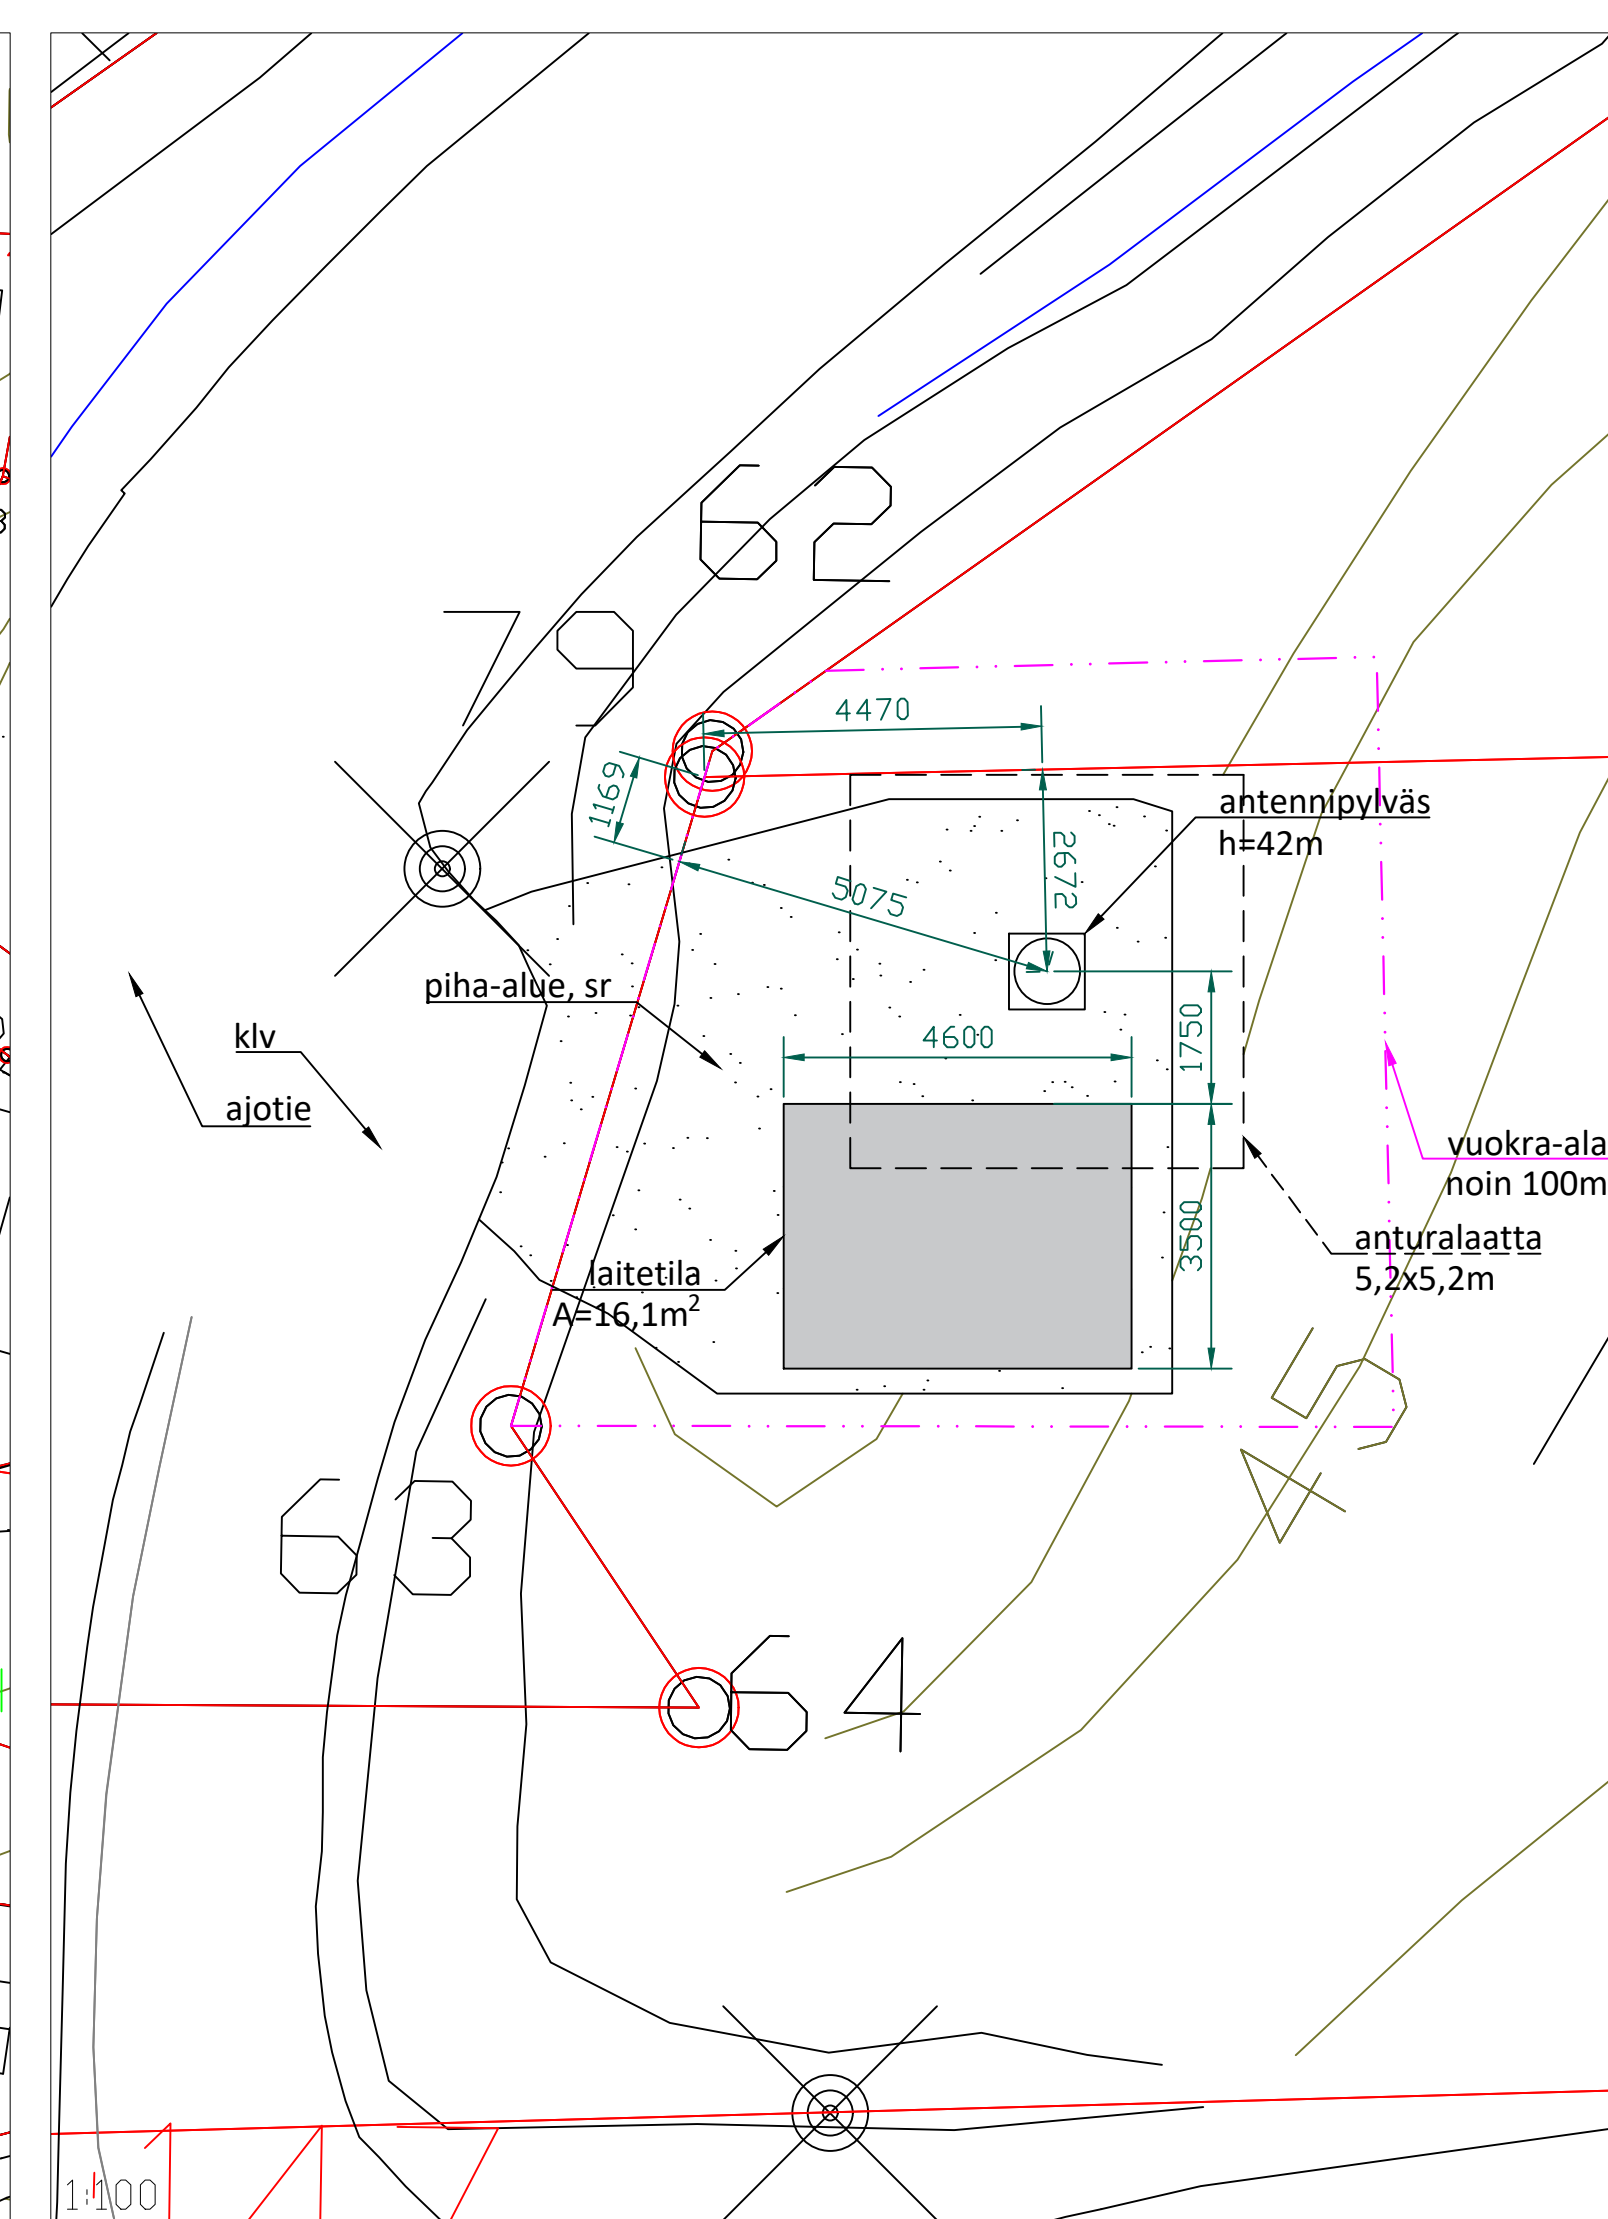 62
79
4470
1169
antennipylväs
h=42m
2672
5075
piha-alue, sr
klv
4600
1750
ajotie
vuokra-ala
noin 100m
3500
anturalaatta
5,2x5,2m
laitetila
A=16,1m²
45
63
64
1:100